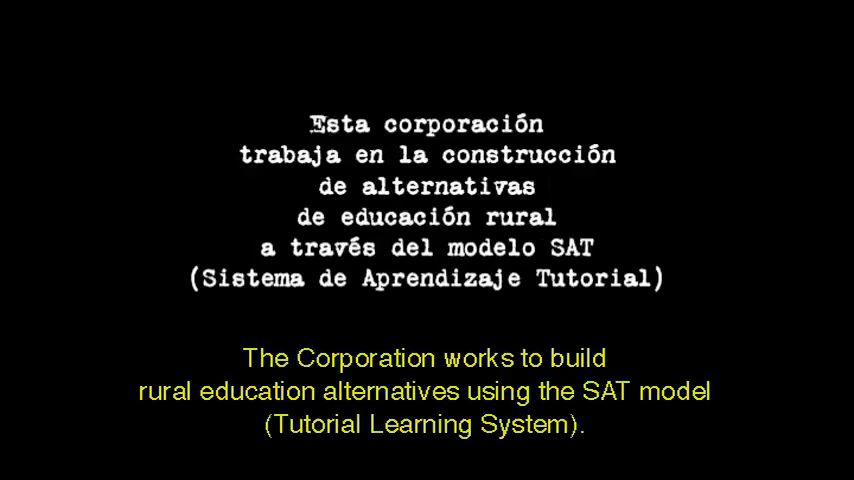 Esta corporación
trabaja en la construcción
de alternativas
de educación rural
a través del modelo SAT
(Sistema de Aprendizaje Tutorial)
The Corporation works to build
rural education alternatives using the SAT model
(Tutorial Learning System).